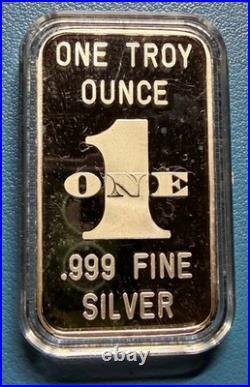 ONE TROY
OUNCE
1
ONE
.999 FINE
SILVER